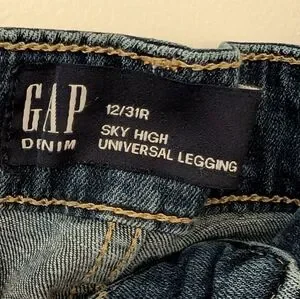 GAP
DENIM
12/31R
SKY HIGH
UNIVERSAL LEGGING